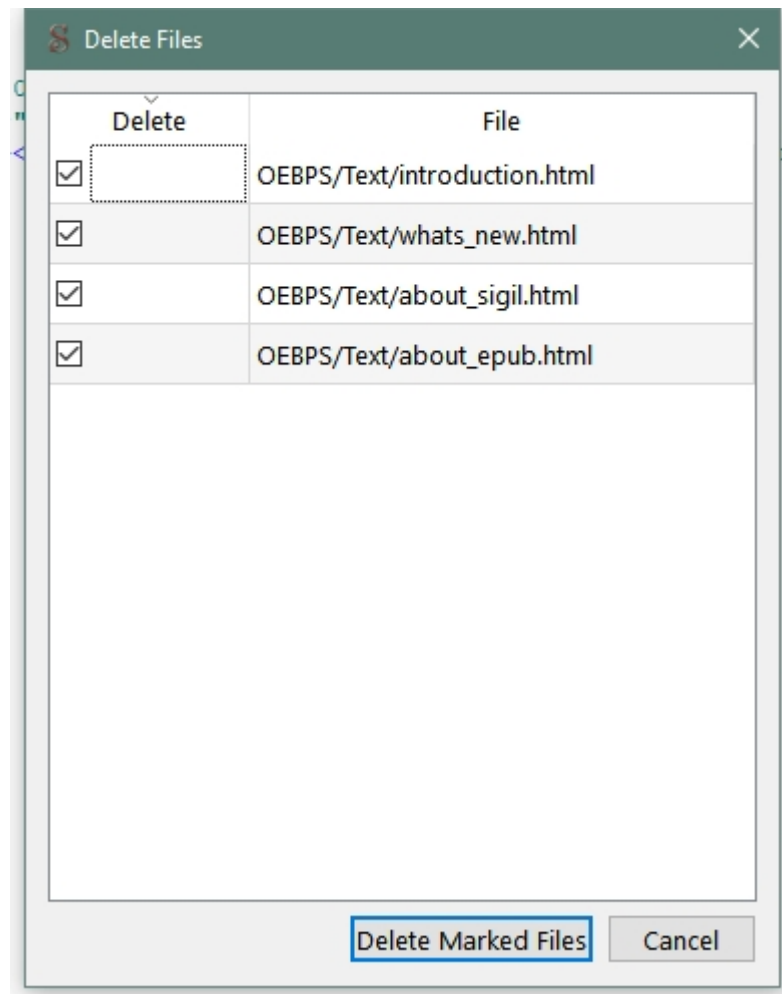 Delete Files
Delete File
OEBPS/Text/introduction.html
OEBPS/Text/whats_new.html
OEBPS/Text/about_sigil.html
OEBPS/Text/about_epub.html
Delete Marked Files Cancel